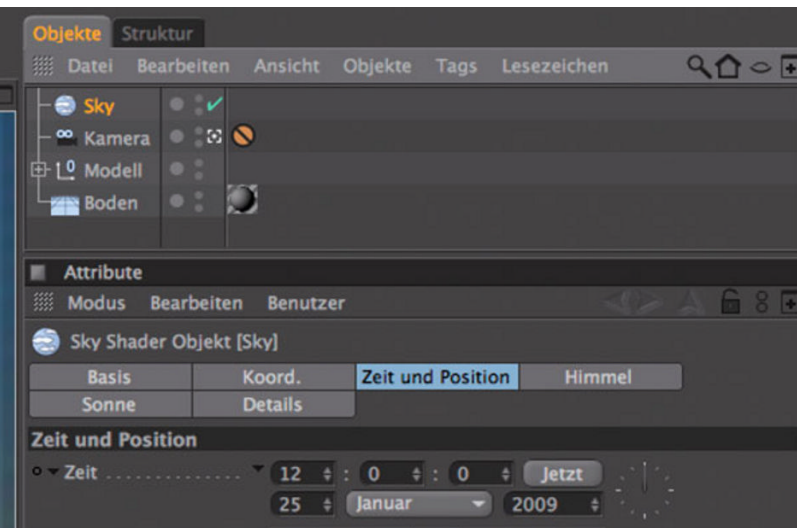 Objekte Struktur
Datei Bearbeiten Ansicht Objekte Tags Lesezeichen
Sky
Kamera
0 Modell
Boden
Attribute
Modus Bearbeiten Benutzer
Sky Shader Objekt [Sky]
Basis Koord. Zeit und Position Himmel
Sonne Details
Zeit und Position
Zeit . . . . . . . . . . . . . . 12 : 0 : 0 Jetzt
25 Januar 2009